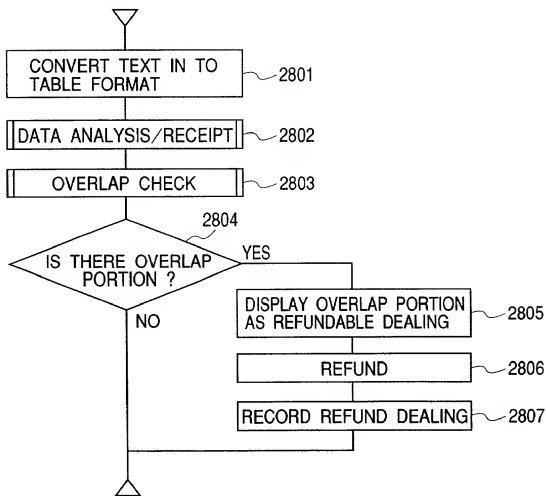 CONVERT TEXT IN TO
TABLE FORMAT
2801
DATA ANALYSIS/RECEIPT
2802
OVERLAP CHECK
2803
2804
IS THERE OVERLAP
PORTION ?
YES
NO
DISPLAY OVERLAP PORTION
AS REFUNDABLE DEALING
2805
REFUND
2806
RECORD REFUND DEALING
2807